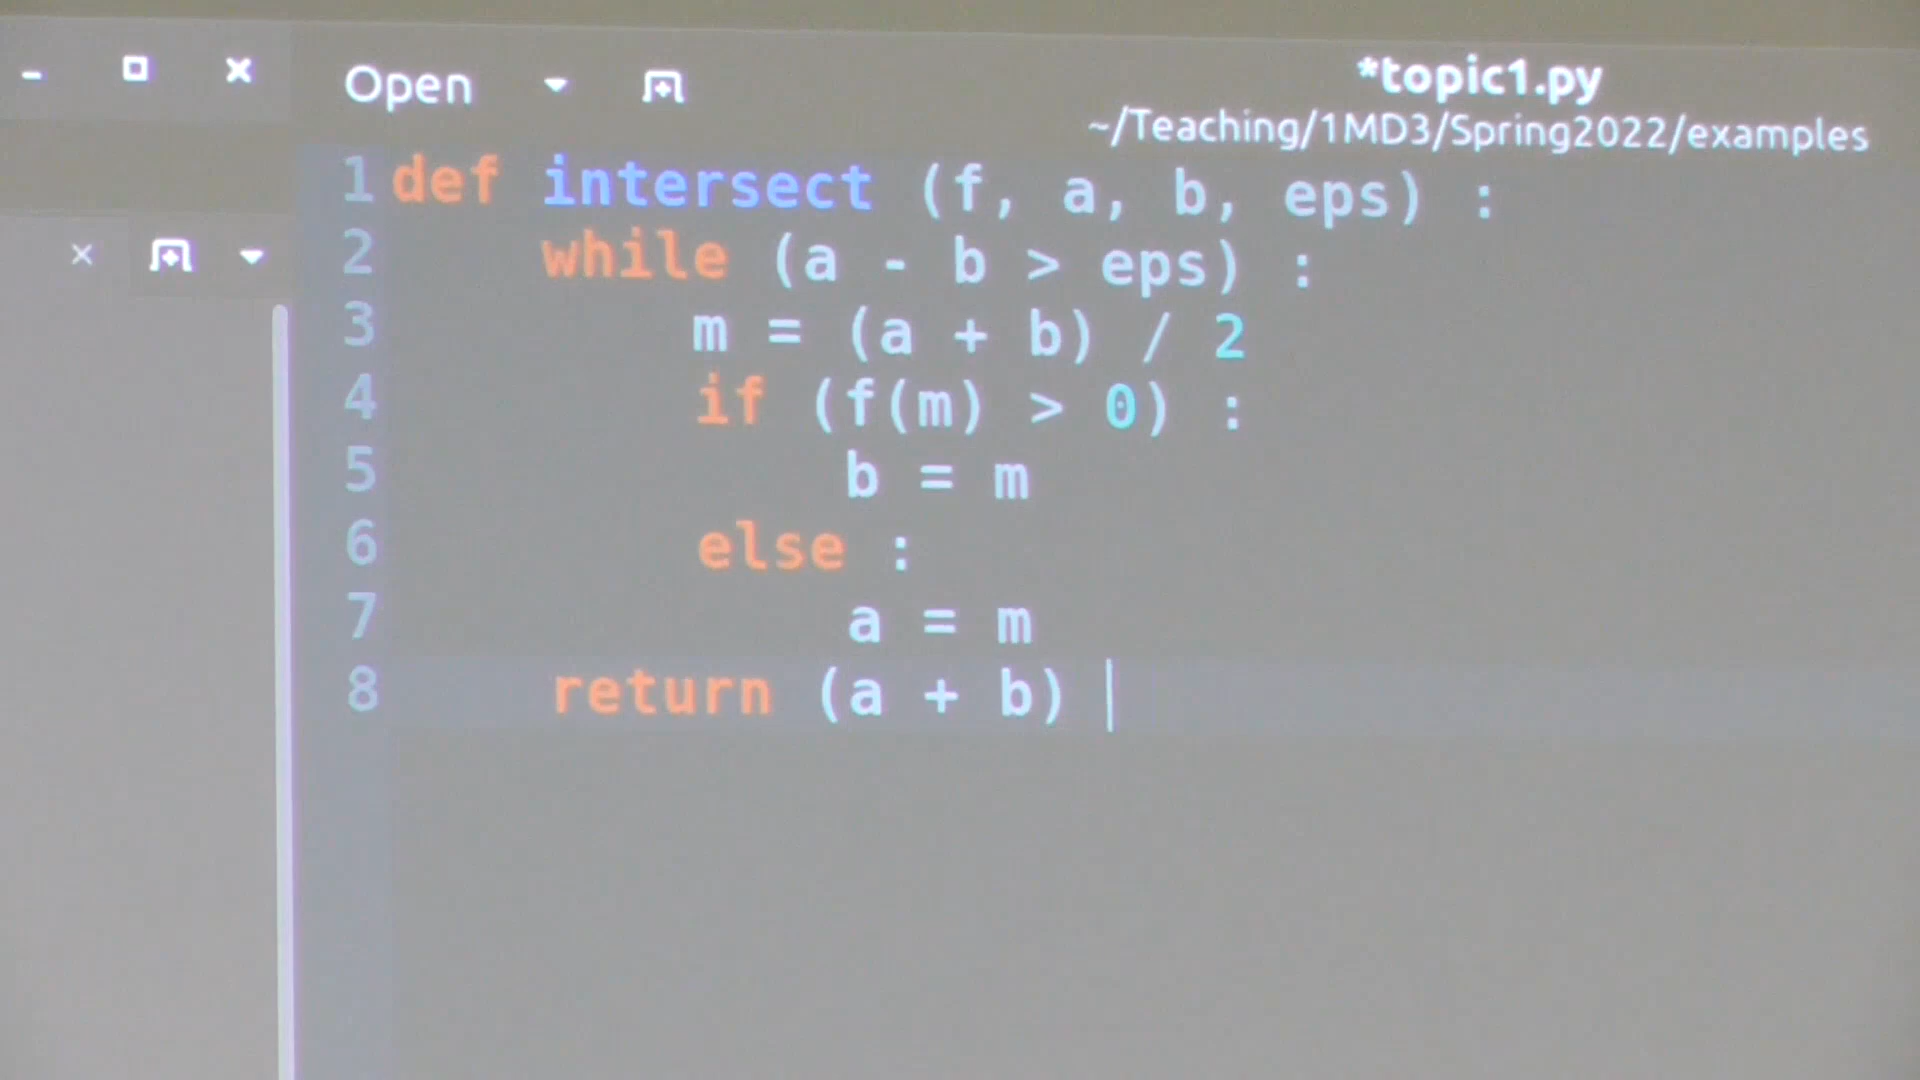 Open
*topic1.py
~/Teaching/1MD3/Spring2022/examples
1 def intersect (f, a, b, eps) :
2     while (a - b > eps) :
3         m = (a + b) / 2
4         if (f(m) > 0) :
5             b = m
6         else :
7             a = m
8     return (a + b)